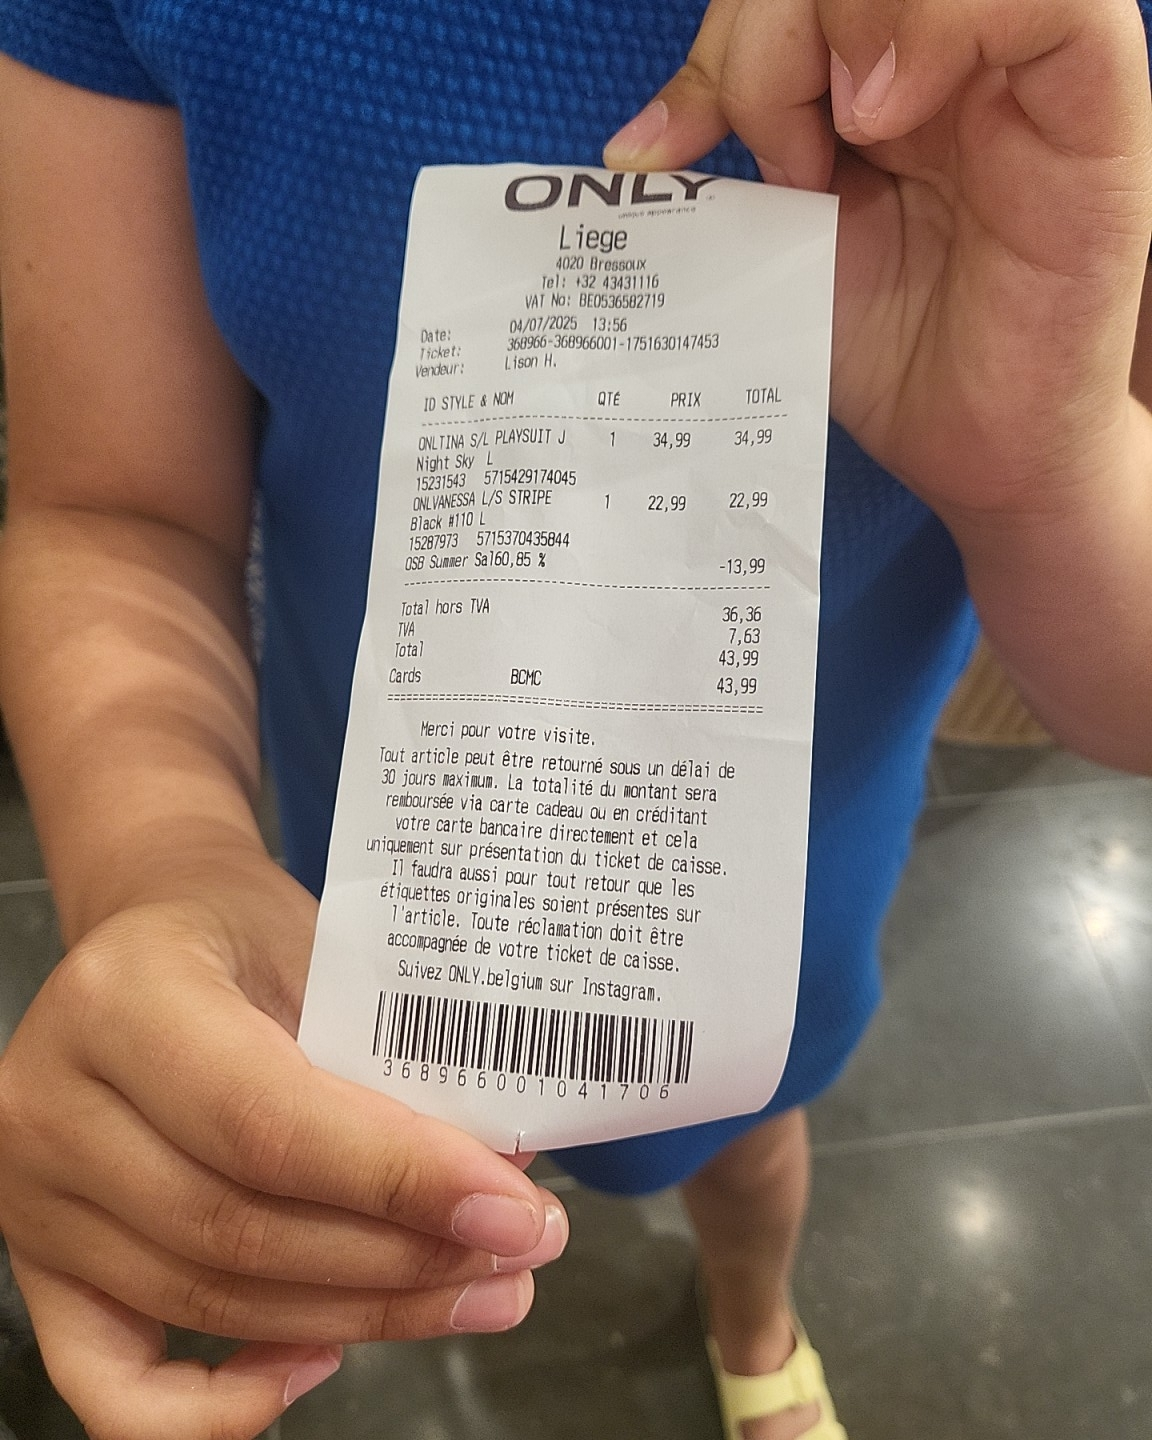 ONLY
unique appearance
Liege
4020 Bressoux
Tel: +32 43431116
VAT No: BE0536582719
Date: 04/07/2025 13:56
Ticket: 368966-368966001-1751630147453
Vendeur: Lison H.
ID STYLE & NOM QTÉ PRIX TOTAL
ONLTINA S/L PLAYSUIT J 1 34,99 34,99
Night Sky L
15231543 5715429174045
ONLVANESSA L/S STRIPE 1 22,99 22,99
Black #110 L
15287973 5715370435844
OSB Summer Sal60,85 % -13,99
Total hors TVA 36,36
TVA 7,63
Total 43,99
Cards BCMC 43,99
Merci pour votre visite.
Tout article peut être retourné sous un délai de
30 jours maximum. La totalité du montant sera
remboursée via carte cadeau ou en créditant
votre carte bancaire directement et cela
uniquement sur présentation du ticket de caisse.
Il faudra aussi pour tout retour que les
étiquettes originales soient présentes sur
l'article. Toute réclamation doit être
accompagnée de votre ticket de caisse.
Suivez ONLY.belgium sur Instagram.
368966001041706